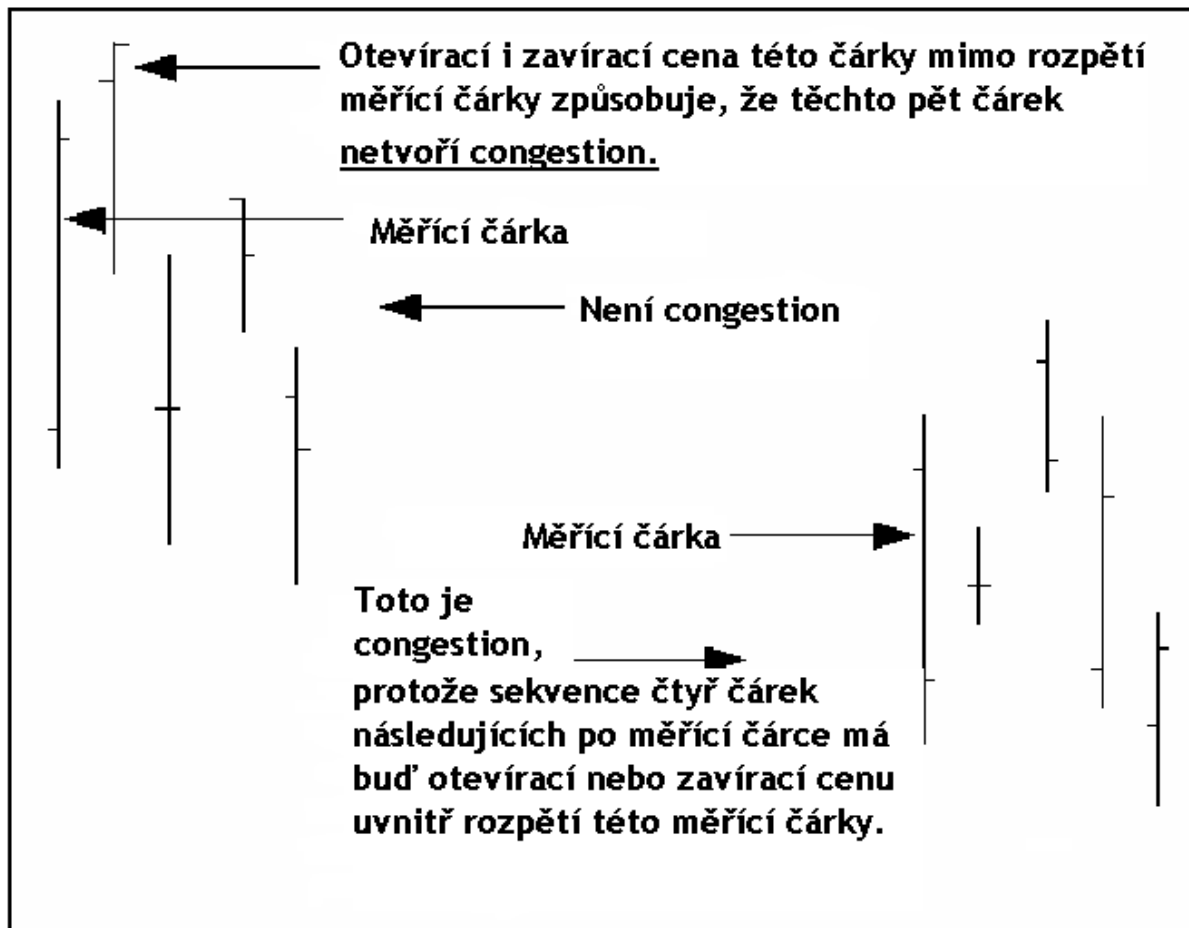 Otevírací i zavírací cena této čárky mimo rozpětí
měřící čárky způsobuje, že těchto pět čárek
netvoří congestion.
Měřící čárka
Není congestion
Měřící čárka
Toto je
congestion,
protože sekvence čtyř čárek
následujících po měřící čárce má
buď otevírací nebo zavírací cenu
uvnitř rozpětí této měřící čárky.